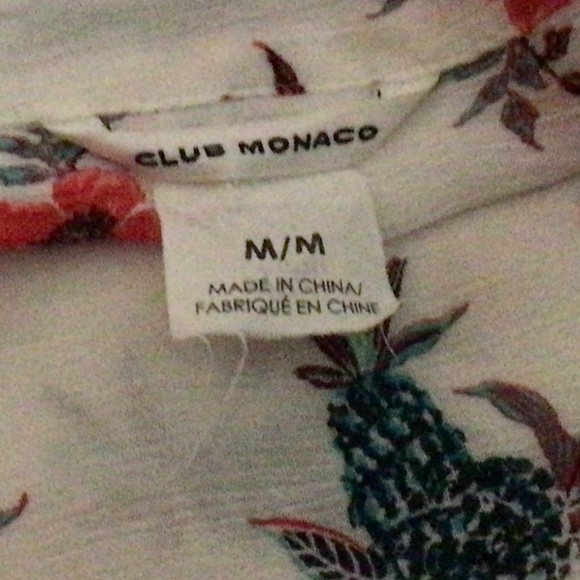 CLUB MONACO
M/M
MADE IN CHINA/
FABRIQUÉ EN CHINE